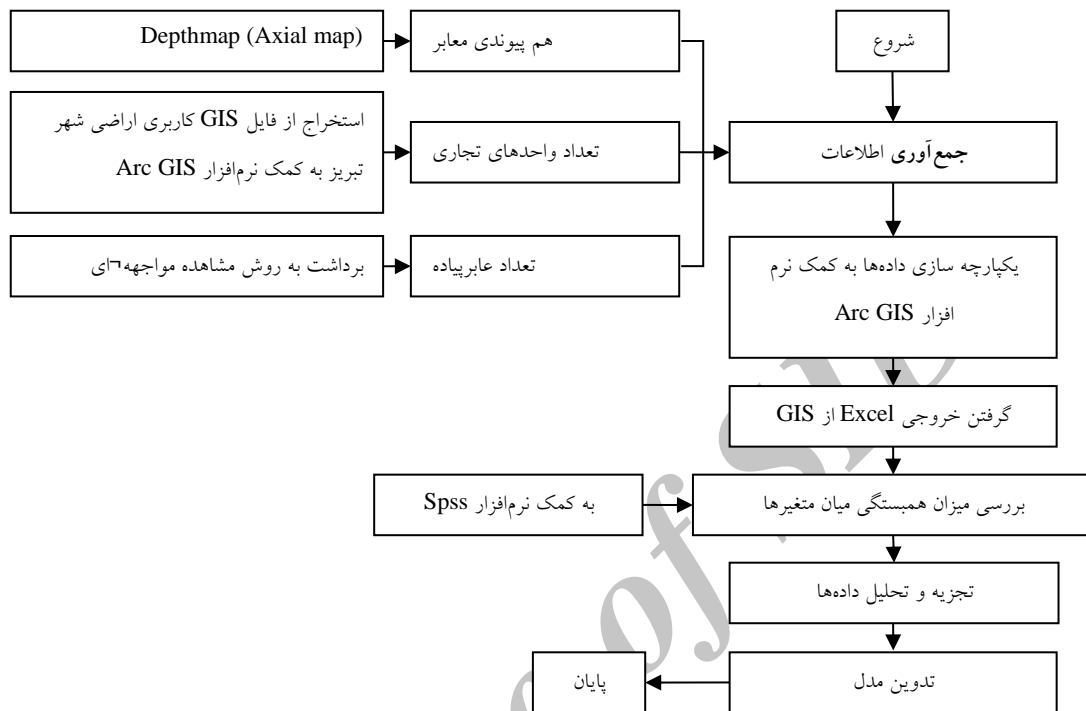 شروع
هم پیوندی معابر
Depthmap (Axial map)
جمع‌آوری اطلاعات
تعداد واحدهای تجاری
استخراج از فایل GIS کاربری اراضی شهر
تبریز به کمک نرم‌افزار Arc GIS
تعداد عابرپیاده
برداشت به روش مشاهده مواجهه¬ای
یکپارچه سازی داده‌ها به کمک نرم
افزار Arc GIS
گرفتن خروجی Excel از GIS
بررسی میزان همبستگی میان متغیرها
به کمک نرم‌افزار Spss
تجزیه و تحلیل داده‌ها
تدوین مدل
پایان
of